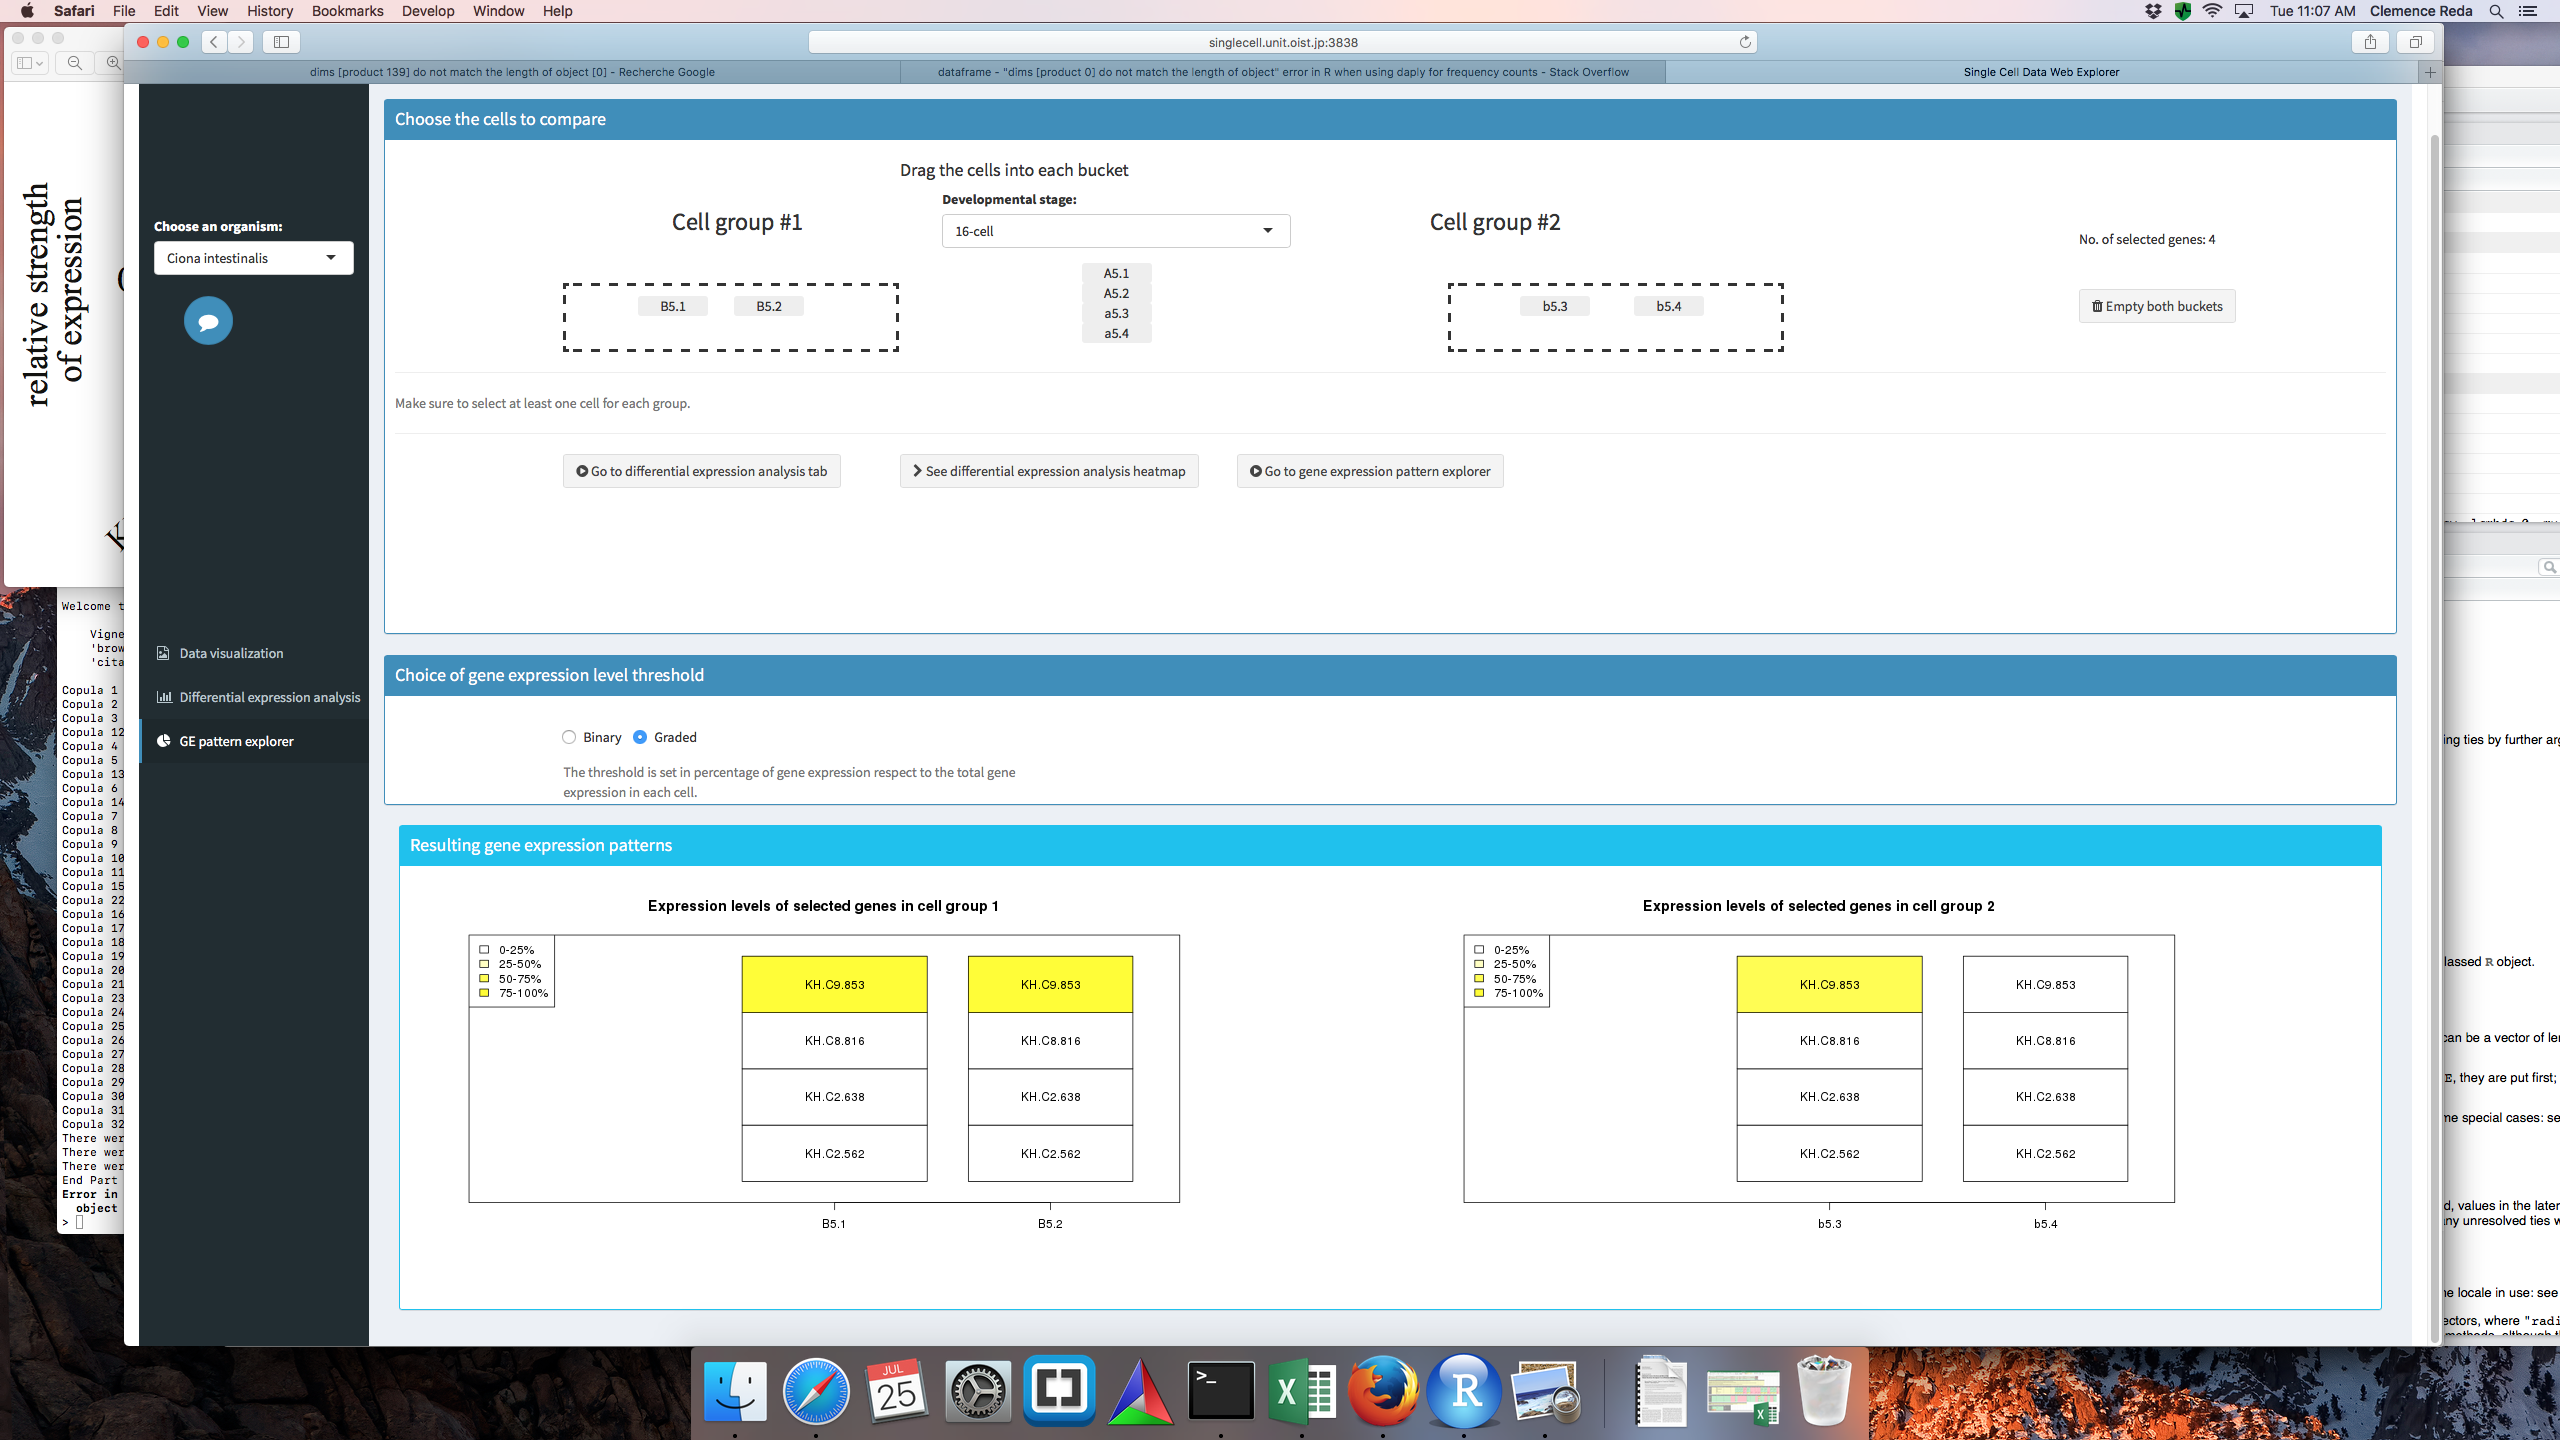 Safari File Edit View History Bookmarks Develop Window Help
Tue 11:07 AM Clemence Reda
singlecell.unit.oist.jp:3838
dims [product 139] do not match the length of object [0] - Recherche Google
dataframe - "dims [product 0] do not match the length of object" error in R when using daply for frequency counts - Stack Overflow
Single Cell Data Web Explorer
relative strength
of expression
Choose an organism:
Ciona intestinalis
Data visualization
Differential expression analysis
GE pattern explorer
Choose the cells to compare
Drag the cells into each bucket
Developmental stage:
Cell group #1
16-cell
Cell group #2
No. of selected genes: 4
A5.1
A5.2
a5.3
a5.4
B5.1 B5.2
b5.3 b5.4
Empty both buckets
Make sure to select at least one cell for each group.
Go to differential expression analysis tab
See differential expression analysis heatmap
Go to gene expression pattern explorer
Choice of gene expression level threshold
Binary Graded
The threshold is set in percentage of gene expression respect to the total gene
expression in each cell.
Resulting gene expression patterns
Expression levels of selected genes in cell group 1
0-25%
25-50%
50-75%
75-100%
KH.C9.853 KH.C9.853
KH.C8.816 KH.C8.816
KH.C2.638 KH.C2.638
KH.C2.562 KH.C2.562
B5.1 B5.2
Expression levels of selected genes in cell group 2
0-25%
25-50%
50-75%
75-100%
KH.C9.853 KH.C9.853
KH.C8.816 KH.C8.816
KH.C2.638 KH.C2.638
KH.C2.562 KH.C2.562
b5.3 b5.4
Welcome t
Vigne
'brow
'cita
Copula 1
Copula 2
Copula 3
Copula 12
Copula 4
Copula 5
Copula 13
Copula 6
Copula 14
Copula 7
Copula 8
Copula 9
Copula 10
Copula 11
Copula 15
Copula 22
Copula 16
Copula 17
Copula 18
Copula 19
Copula 20
Copula 21
Copula 23
Copula 24
Copula 25
Copula 26
Copula 27
Copula 28
Copula 29
Copula 30
Copula 31
Copula 32
There wer
There wer
There wer
End Part
Error in
object
>
ing ties by further arg
lassed R object.
can be a vector of le
E, they are put first;
me special cases: se
d, values in the later
ny unresolved ties w
he locale in use: see
ectors, where "radi
JUL
25
>_
X
R
X